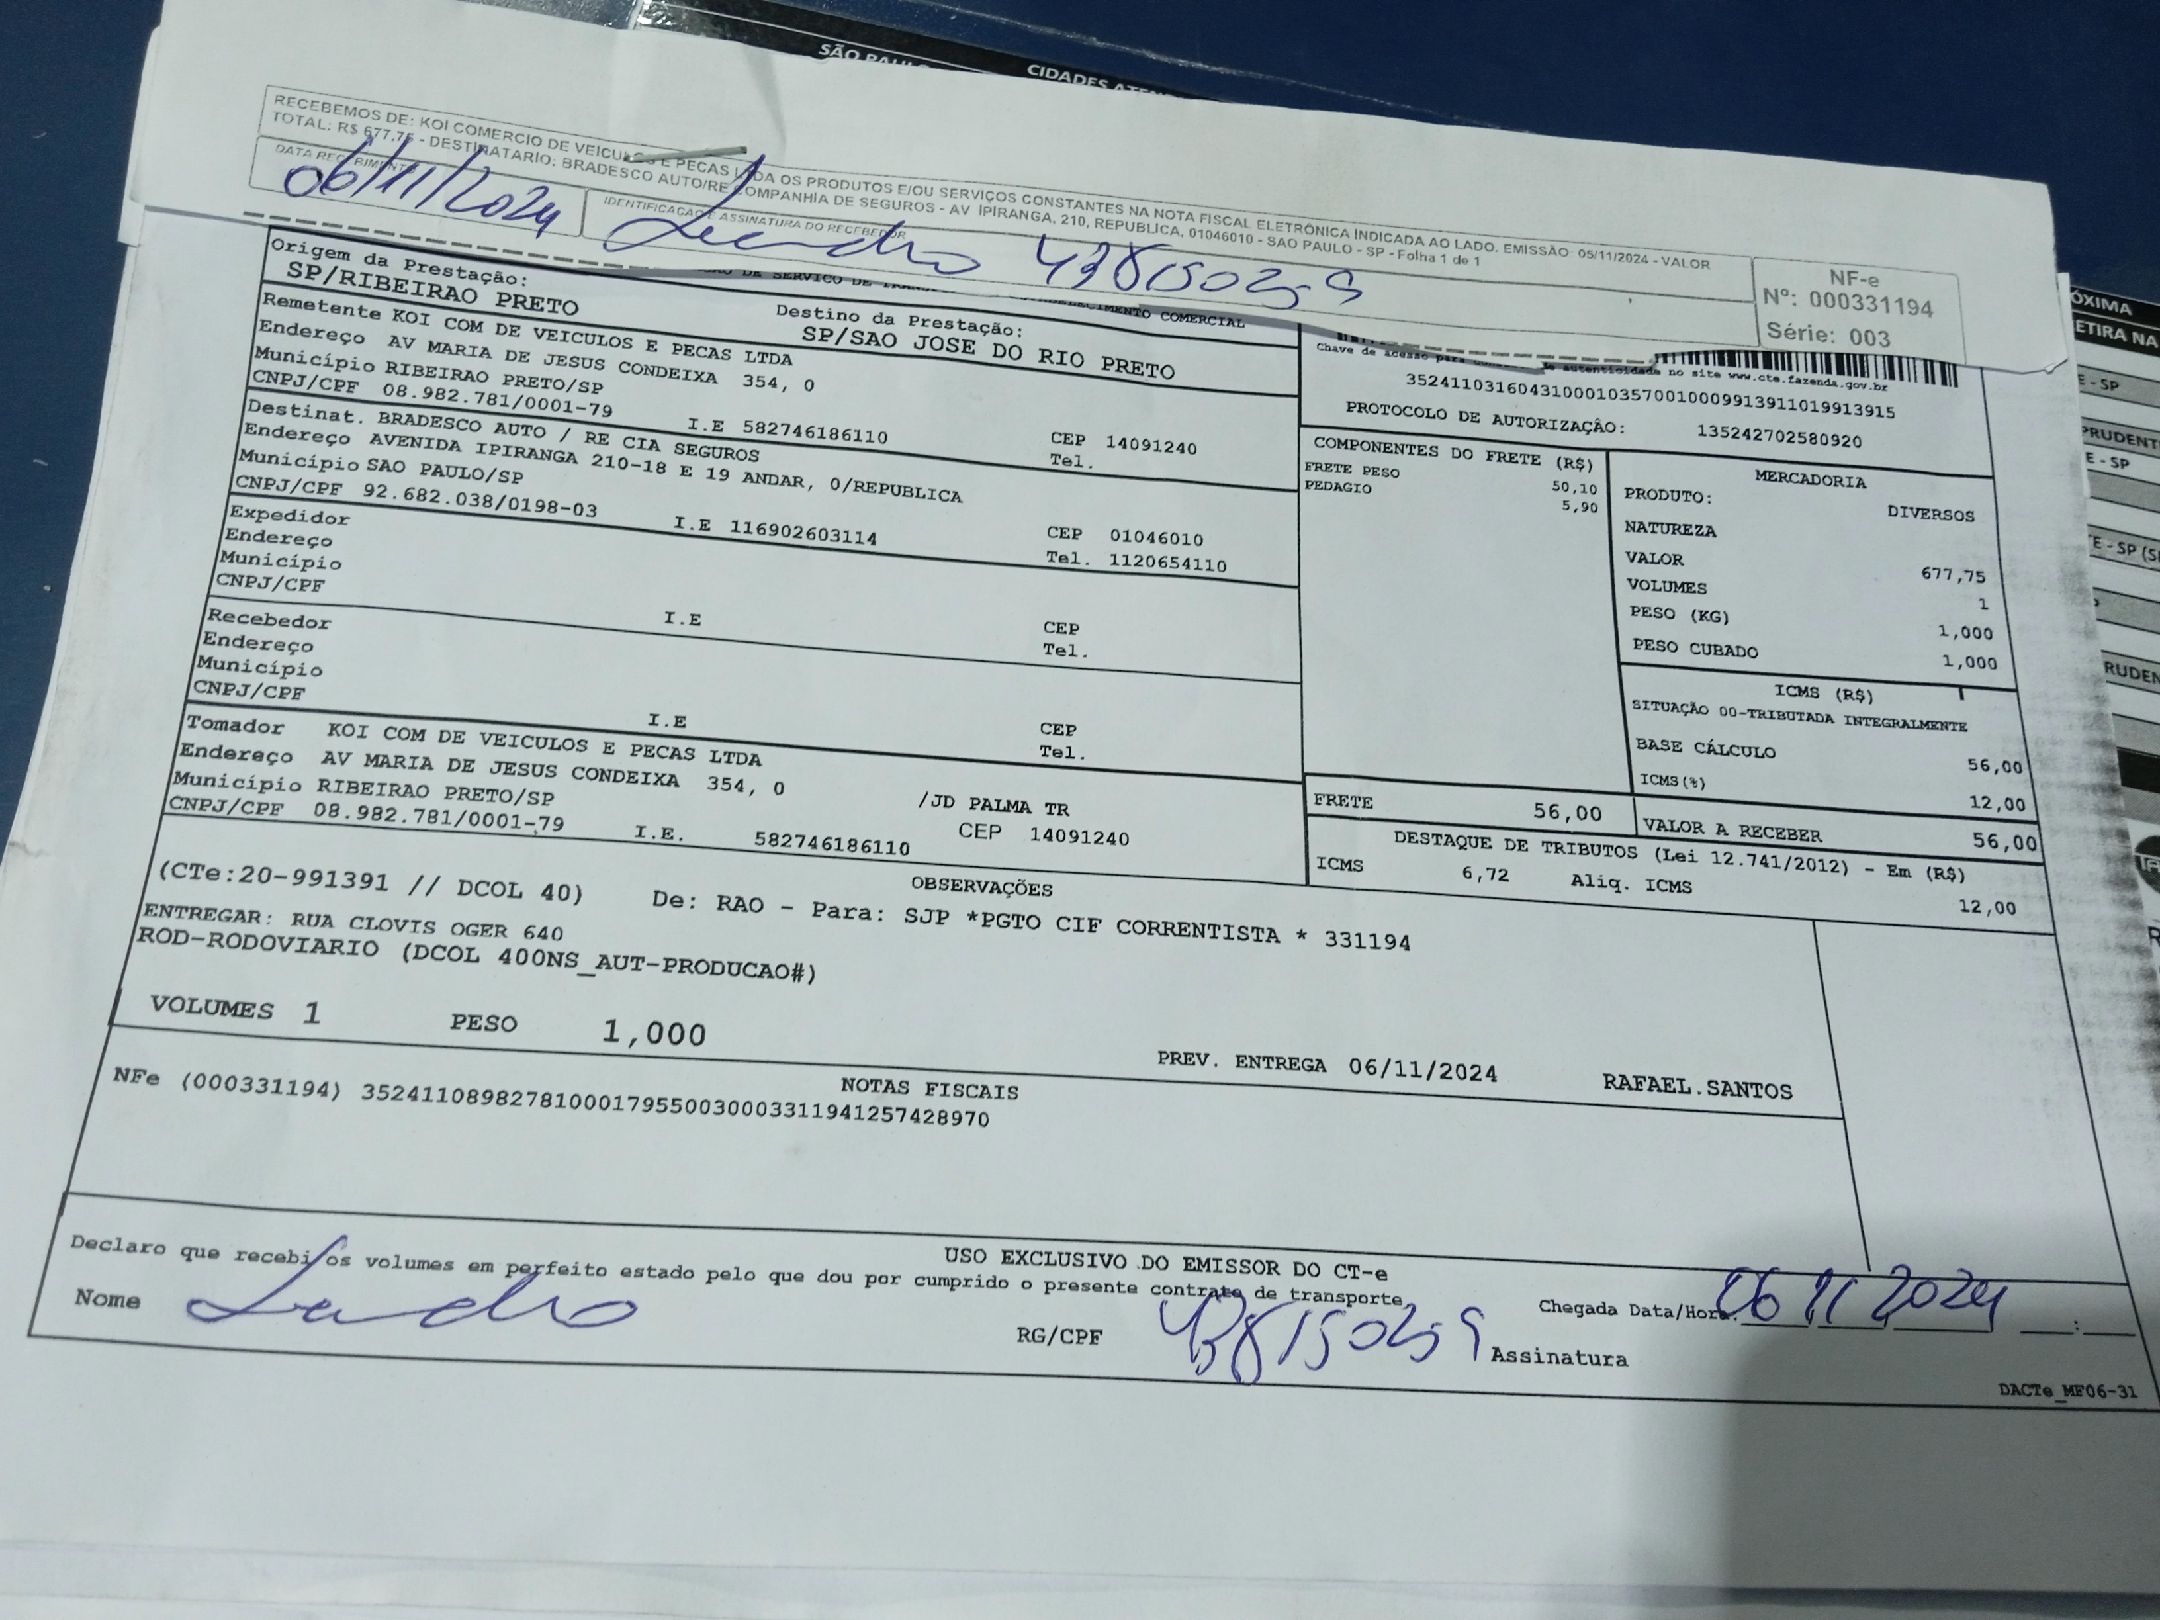 SÃO PAULO
CIDADES
RECEBEMOS DE: KOI COMERCIO DE VEICULOS E PECAS LTDA OS PRODUTOS E/OU SERVIÇOS CONSTANTES NA NOTA FISCAL ELETRÔNICA INDICADA AO LADO. EMISSÃO: 05/11/2024 - VALOR
TOTAL: R$ 677,75 - DESTINATARIO: BRADESCO AUTO/RE COMPANHIA DE SEGUROS - AV IPIRANGA, 210, REPUBLICA, 01046010 - SAO PAULO - SP - Folha 1 de 1
DATA RECEBIMENTO
06/11/2024
IDENTIFICAÇÃO E ASSINATURA DO RECEBEDOR
Leandro
NF-e
Nº: 000331194
Série: 003
Origem da Prestação:
SP/RIBEIRAO PRETO
Destino da Prestação:
SP/SAO JOSE DO RIO PRETO
Remetente KOI COM DE VEICULOS E PECAS LTDA
Endereço AV MARIA DE JESUS CONDEIXA 354, 0
Município RIBEIRAO PRETO/SP
CNPJ/CPF 08.982.781/0001-79 I.E 582746186110 CEP 14091240
Tel.
Destinat. BRADESCO AUTO / RE CIA SEGUROS
Endereço AVENIDA IPIRANGA 210-18 E 19 ANDAR, 0/REPUBLICA
Município SAO PAULO/SP
CNPJ/CPF 92.682.038/0198-03 I.E 116902603114 CEP 01046010
Tel. 1120654110
Expedidor
Endereço
Município
CNPJ/CPF
I.E CEP
Tel.
Recebedor
Endereço
Município
CNPJ/CPF
I.E CEP
Tel.
Tomador KOI COM DE VEICULOS E PECAS LTDA
Endereço AV MARIA DE JESUS CONDEIXA 354, 0 /JD PALMA TR
Município RIBEIRAO PRETO/SP CEP 14091240
CNPJ/CPF 08.982.781/0001-79 I.E. 582746186110
Chave de acesso para autenticidade no site www.cte.fazenda.gov.br
35241103160431000103570010009913911019913915
PROTOCOLO DE AUTORIZAÇÂO: 135242702580920
COMPONENTES DO FRETE (R$)
FRETE PESO 50,10
PEDAGIO 5,90
MERCADORIA
PRODUTO: DIVERSOS
NATUREZA
VALOR 677,75
VOLUMES 1
PESO (KG) 1,000
PESO CUBADO 1,000
ICMS (R$)
SITUAÇÃO 00-TRIBUTADA INTEGRALMENTE
BASE CÁLCULO 56,00
ICMS(%) 12,00
FRETE 56,00
VALOR A RECEBER 56,00
DESTAQUE DE TRIBUTOS (Lei 12.741/2012) - Em (R$)
ICMS 6,72 Aliq. ICMS 12,00
OBSERVAÇÕES
(CTe:20-991391 // DCOL 40) De: RAO - Para: SJP *PGTO CIF CORRENTISTA * 331194
ENTREGAR: RUA CLOVIS OGER 640
ROD-RODOVIARIO (DCOL 400NS_AUT-PRODUCAO#)
VOLUMES 1 PESO 1,000
PREV. ENTREGA 06/11/2024 RAFAEL.SANTOS
NOTAS FISCAIS
NFe (000331194) 35241108982781000179550030003311941257428970
USO EXCLUSIVO DO EMISSOR DO CT-e
Declaro que recebi os volumes em perfeito estado pelo que dou por cumprido o presente contrato de transporte
Nome Leandro
RG/CPF
Chegada Data/Hora: 06 11 2024 :
Assinatura
DACTe_MF06-31